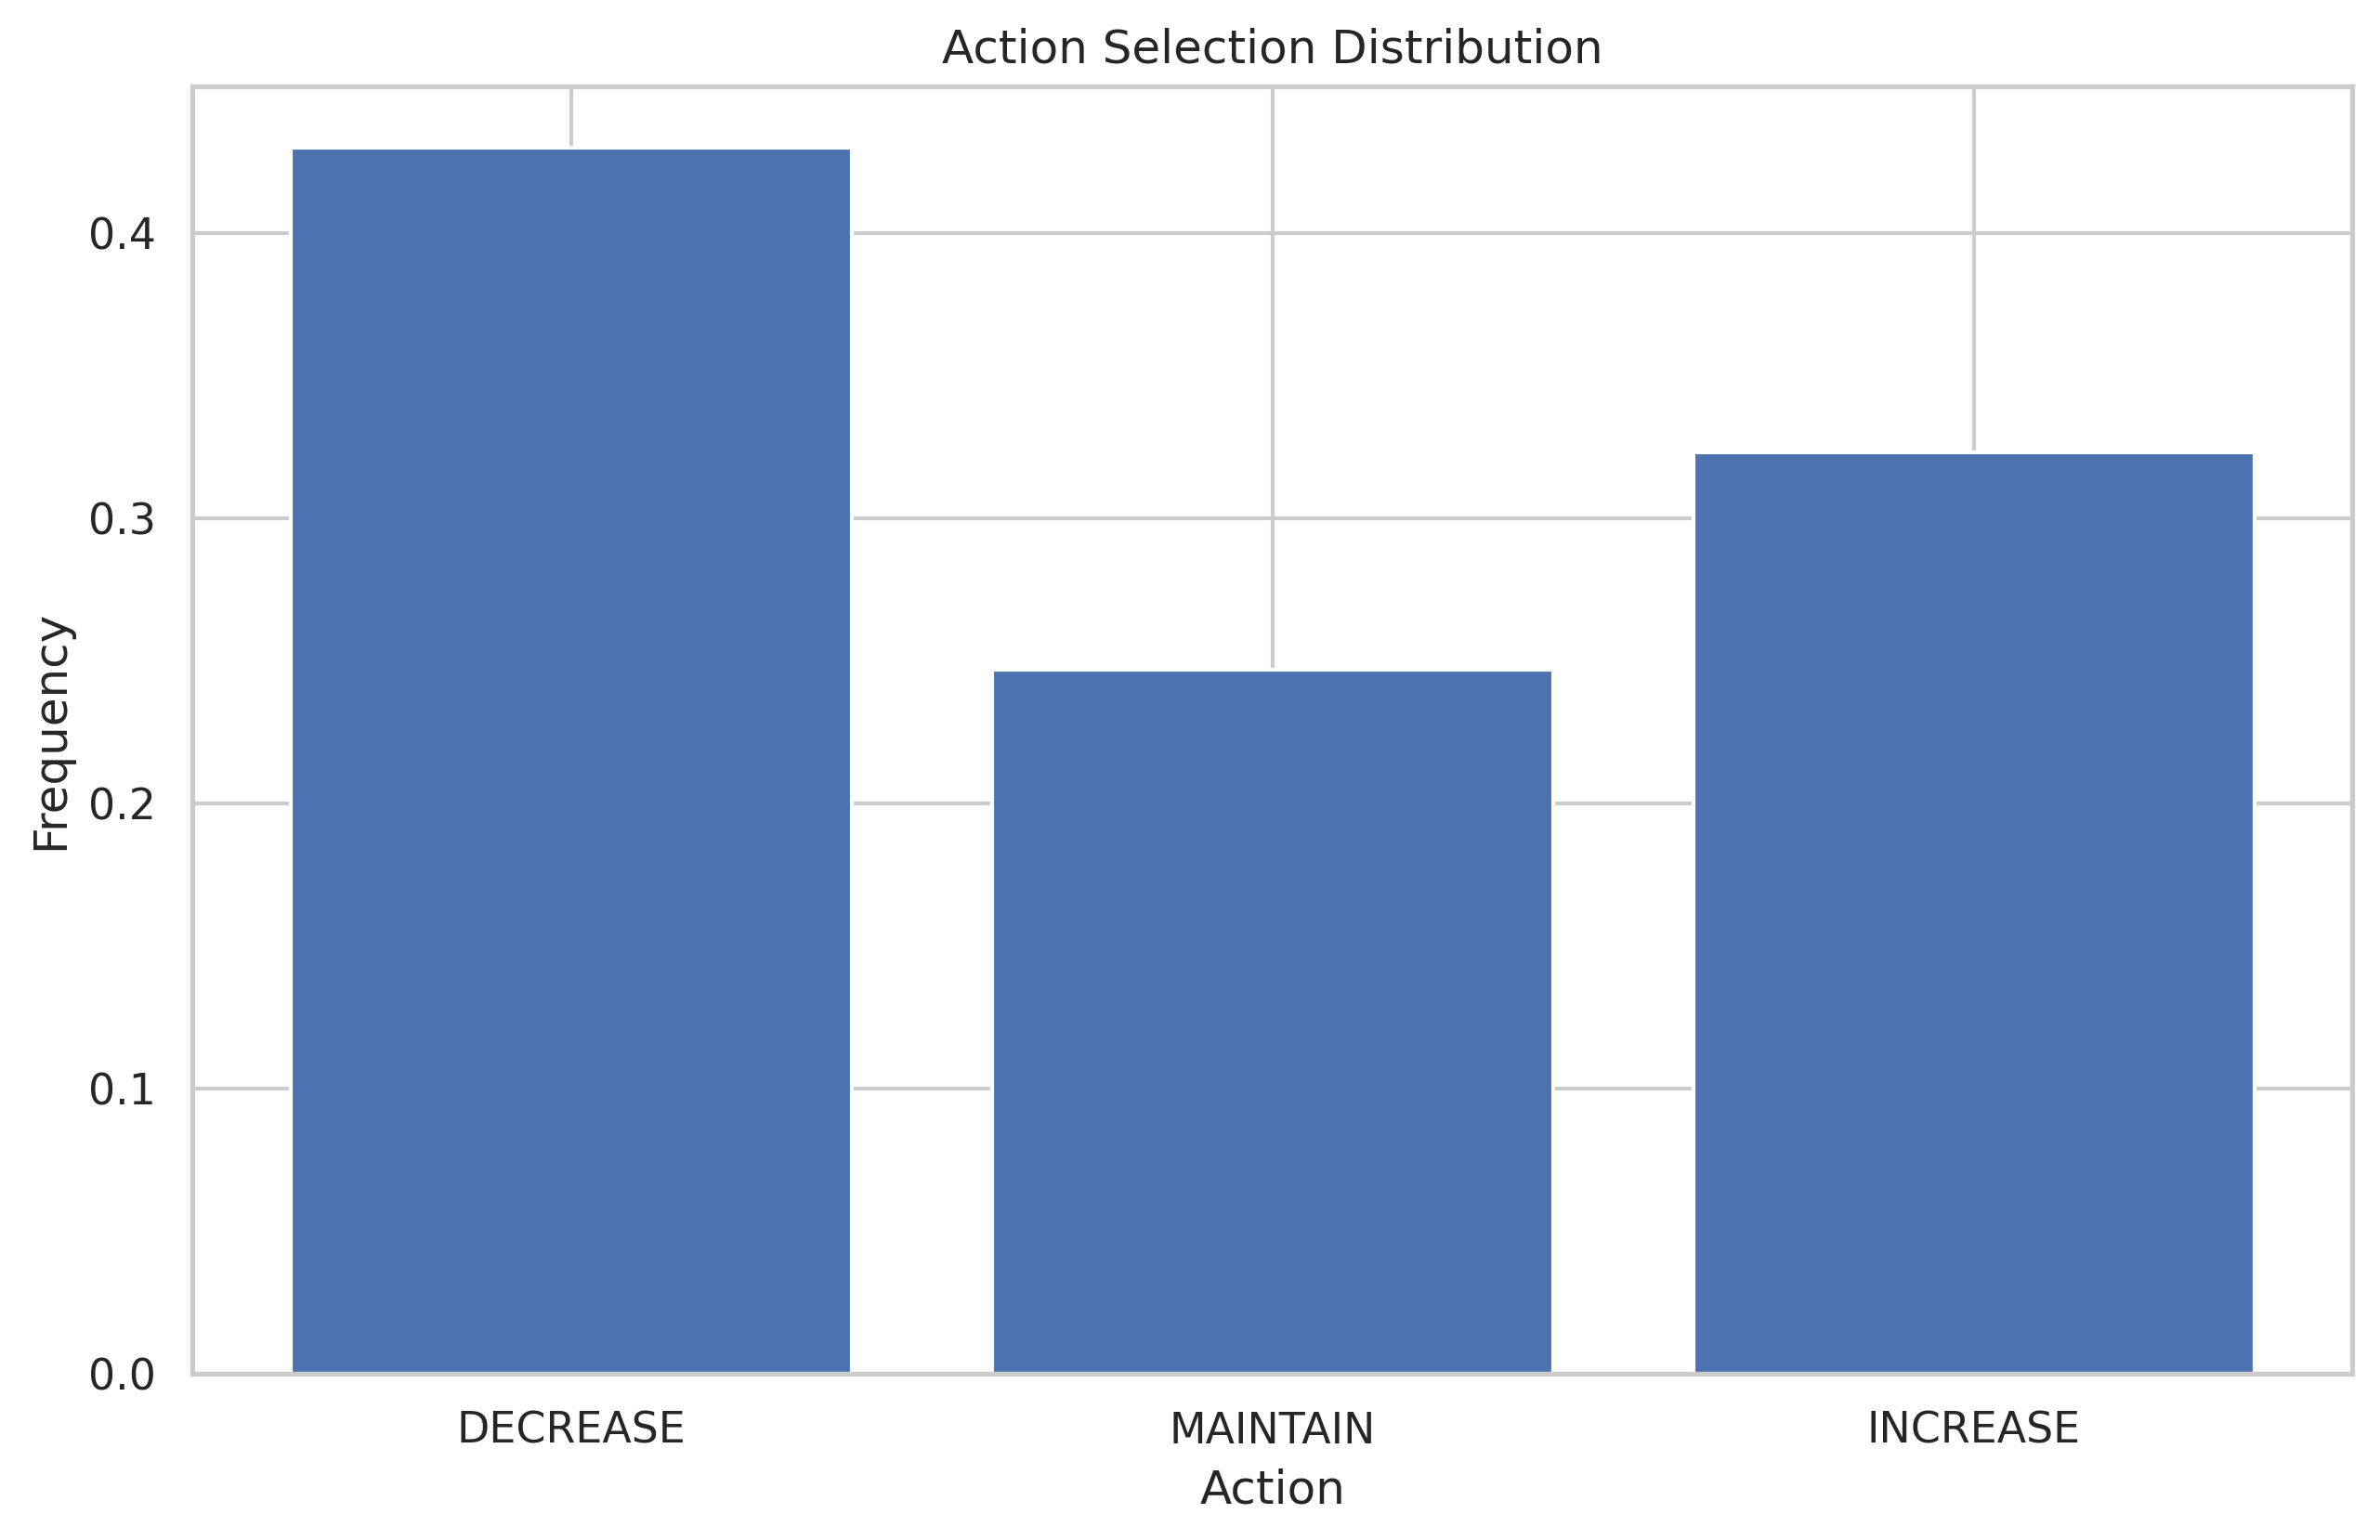 Action Selection Distribution
Frequency
0.4
0.3
0.2
0.1
0.0
DECREASE
MAINTAIN
INCREASE
Action